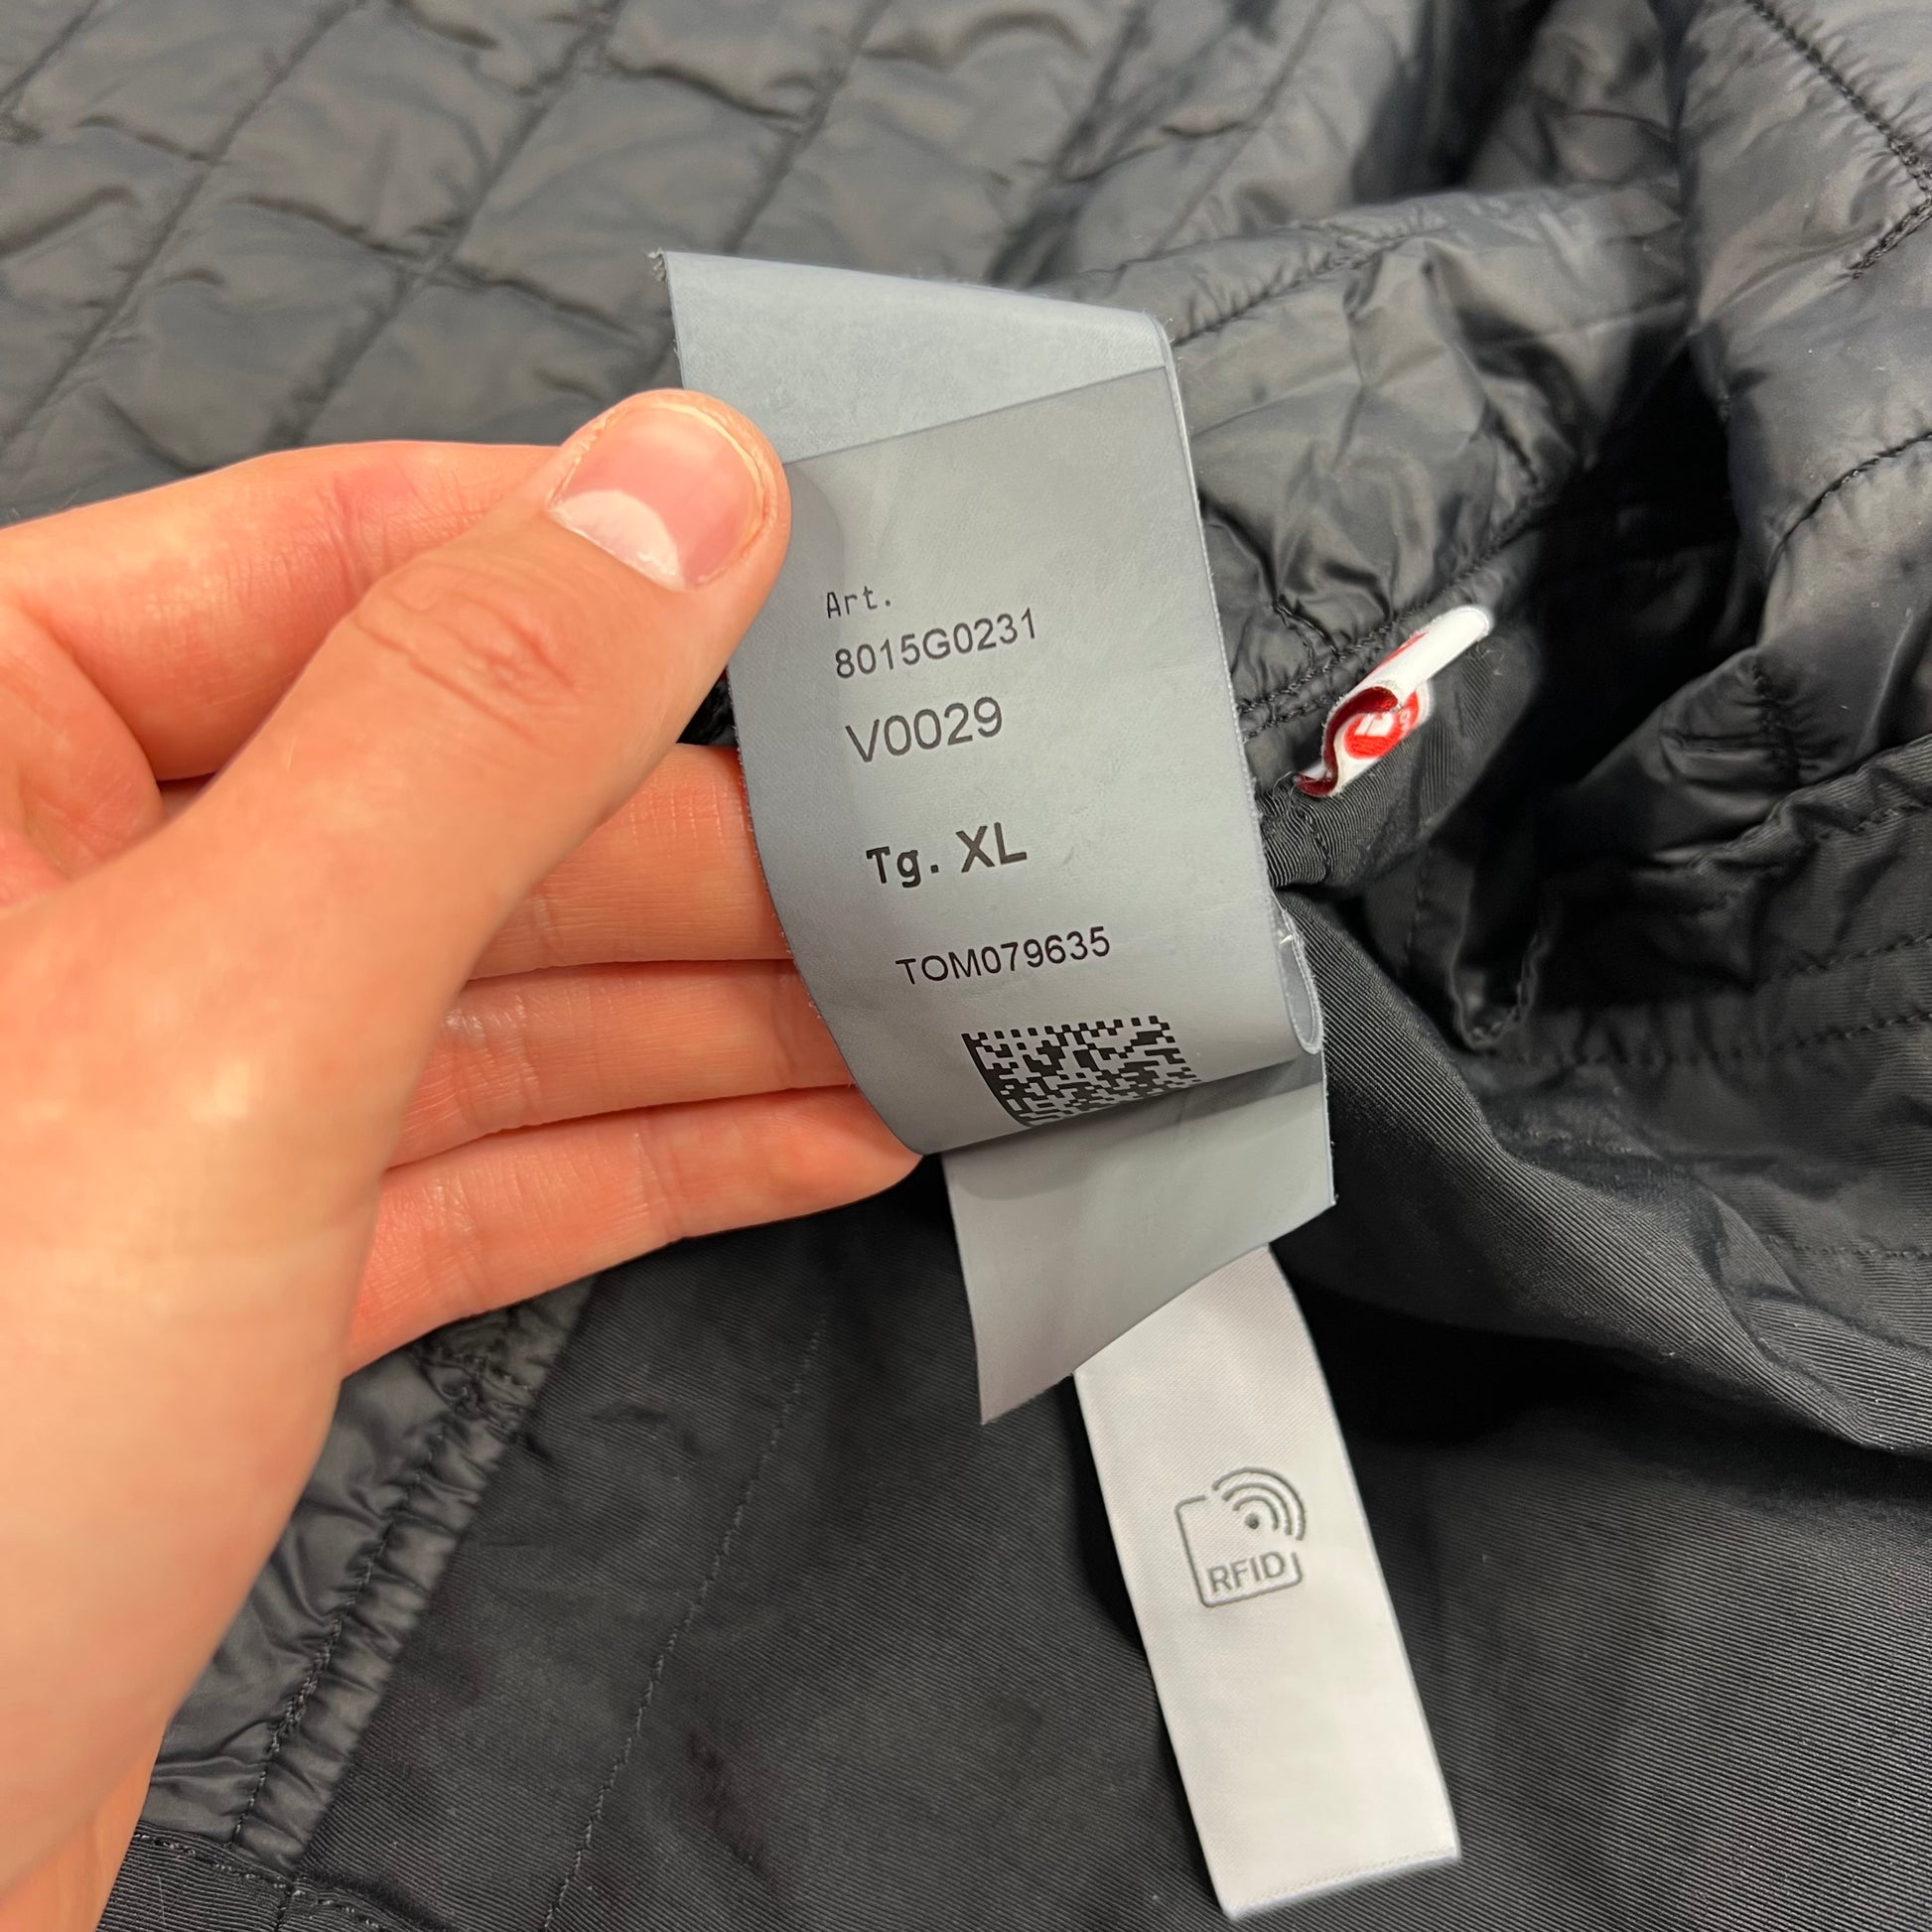 Art.
8015G0231
V0029
Tg. XL
TOM079635
RFID